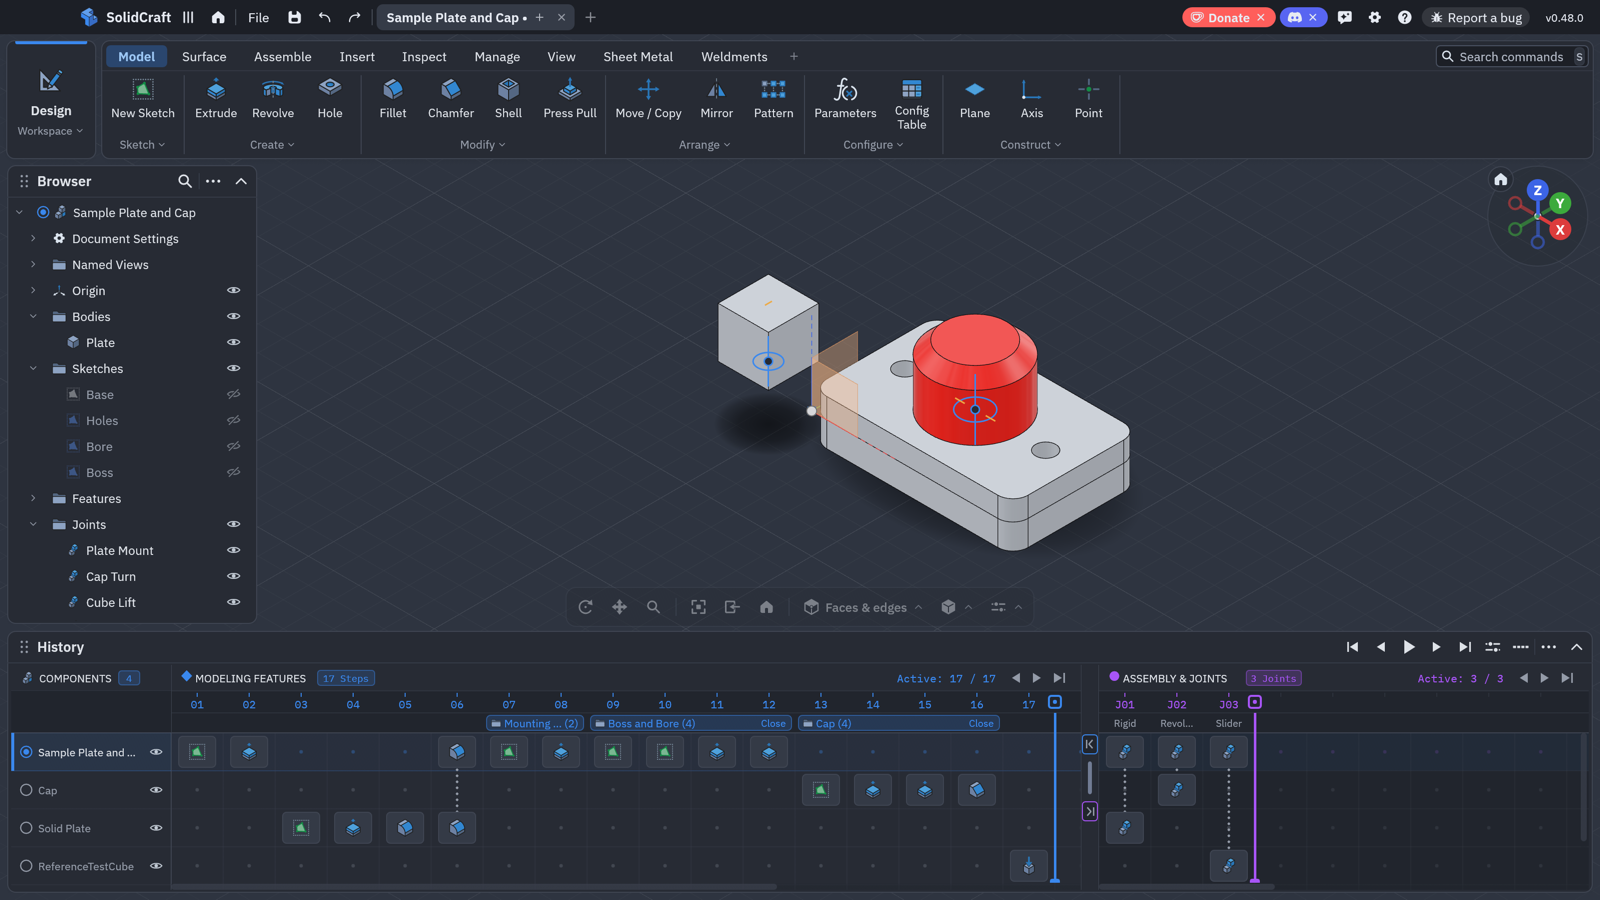 SolidCraft
File
Sample Plate and Cap •
Donate
Report a bug
v0.48.0
Design
Workspace
Model
Surface
Assemble
Insert
Inspect
Manage
View
Sheet Metal
Weldments
Search commands
S
New Sketch
Extrude
Revolve
Hole
Fillet
Chamfer
Shell
Press Pull
Move / Copy
Mirror
Pattern
Parameters
Config
Table
Plane
Axis
Point
Sketch
Create
Modify
Arrange
Configure
Construct
Browser
Sample Plate and Cap
Document Settings
Named Views
Origin
Bodies
Plate
Sketches
Base
Holes
Bore
Boss
Features
Joints
Plate Mount
Cap Turn
Cube Lift
Z
Y
X
Faces & edges
History
COMPONENTS
4
MODELING FEATURES
17 Steps
Active: 17 / 17
ASSEMBLY & JOINTS
3 Joints
Active: 3 / 3
01 02 03 04 05 06 07 08 09 10 11 12 13 14 15 16 17
J01 J02 J03
Mounting ... (2)
Boss and Bore (4)
Close
Cap (4)
Close
Rigid
Revol...
Slider
Sample Plate and ...
Cap
Solid Plate
ReferenceTestCube